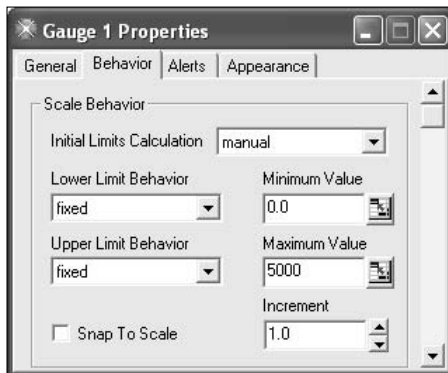 Gauge 1 Properties
General Behavior Alerts Appearance
Scale Behavior
Initial Limits Calculation manual
Lower Limit Behavior Minimum Value
fixed 0.0
Upper Limit Behavior Maximum Value
fixed 5000
Increment
Snap To Scale 1.0